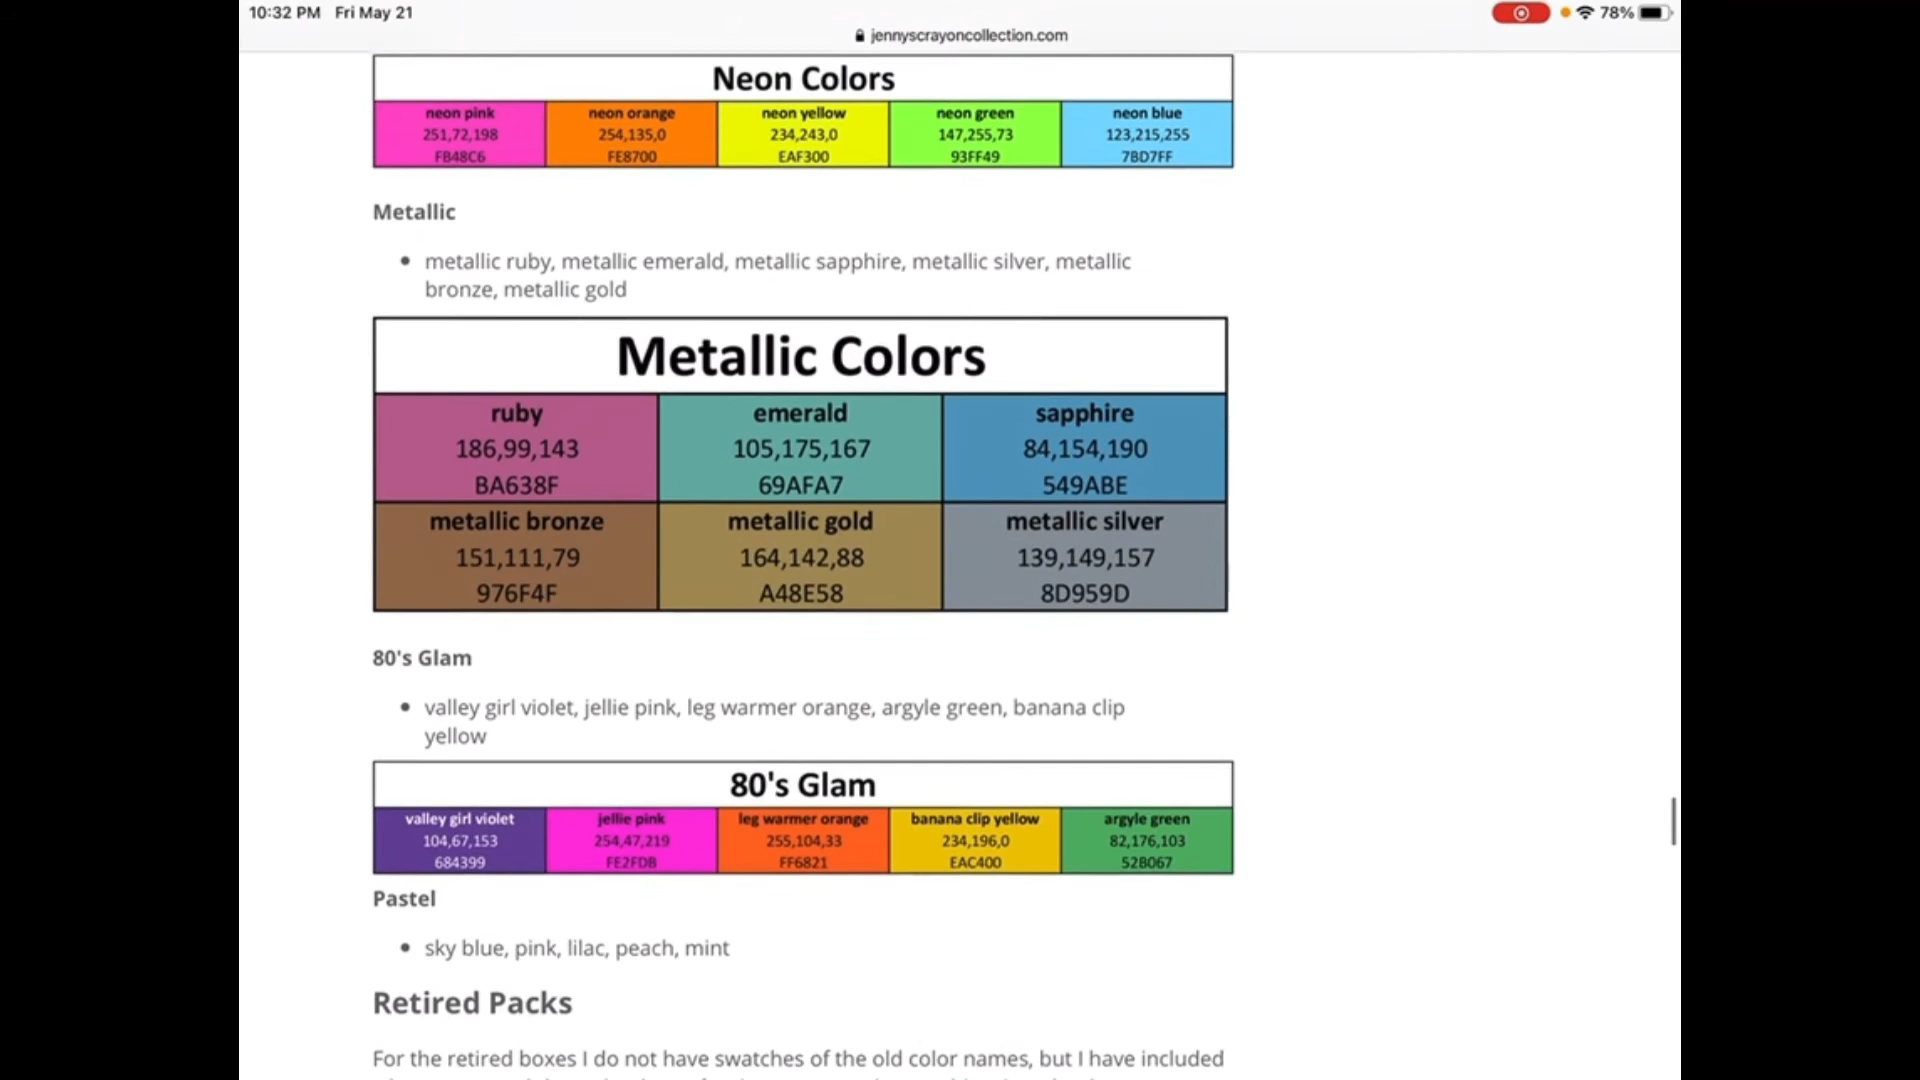 10:32 PM Fri May 21
78%
jennyscrayoncollection.com
Neon Colors
neon pink neon orange neon yellow neon green neon blue
251,72,198 254,135,0 234,243,0 147,255,73 123,215,255
FB48C6 FE8700 EAF300 93FF49 7BD7FF
Metallic
• metallic ruby, metallic emerald, metallic sapphire, metallic silver, metallic
bronze, metallic gold
Metallic Colors
ruby emerald sapphire
186,99,143 105,175,167 84,154,190
BA638F 69AFA7 549ABE
metallic bronze metallic gold metallic silver
151,111,79 164,142,88 139,149,157
976F4F A48E58 8D959D
80's Glam
• valley girl violet, jellie pink, leg warmer orange, argyle green, banana clip
yellow
80's Glam
valley girl violet jellie pink leg warmer orange banana clip yellow argyle green
104,67,153 254,47,219 255,104,33 234,196,0 82,176,103
684399 FE2FDB FF6821 EAC400 52B067
Pastel
• sky blue, pink, lilac, peach, mint
Retired Packs
For the retired boxes I do not have swatches of the old color names, but I have included